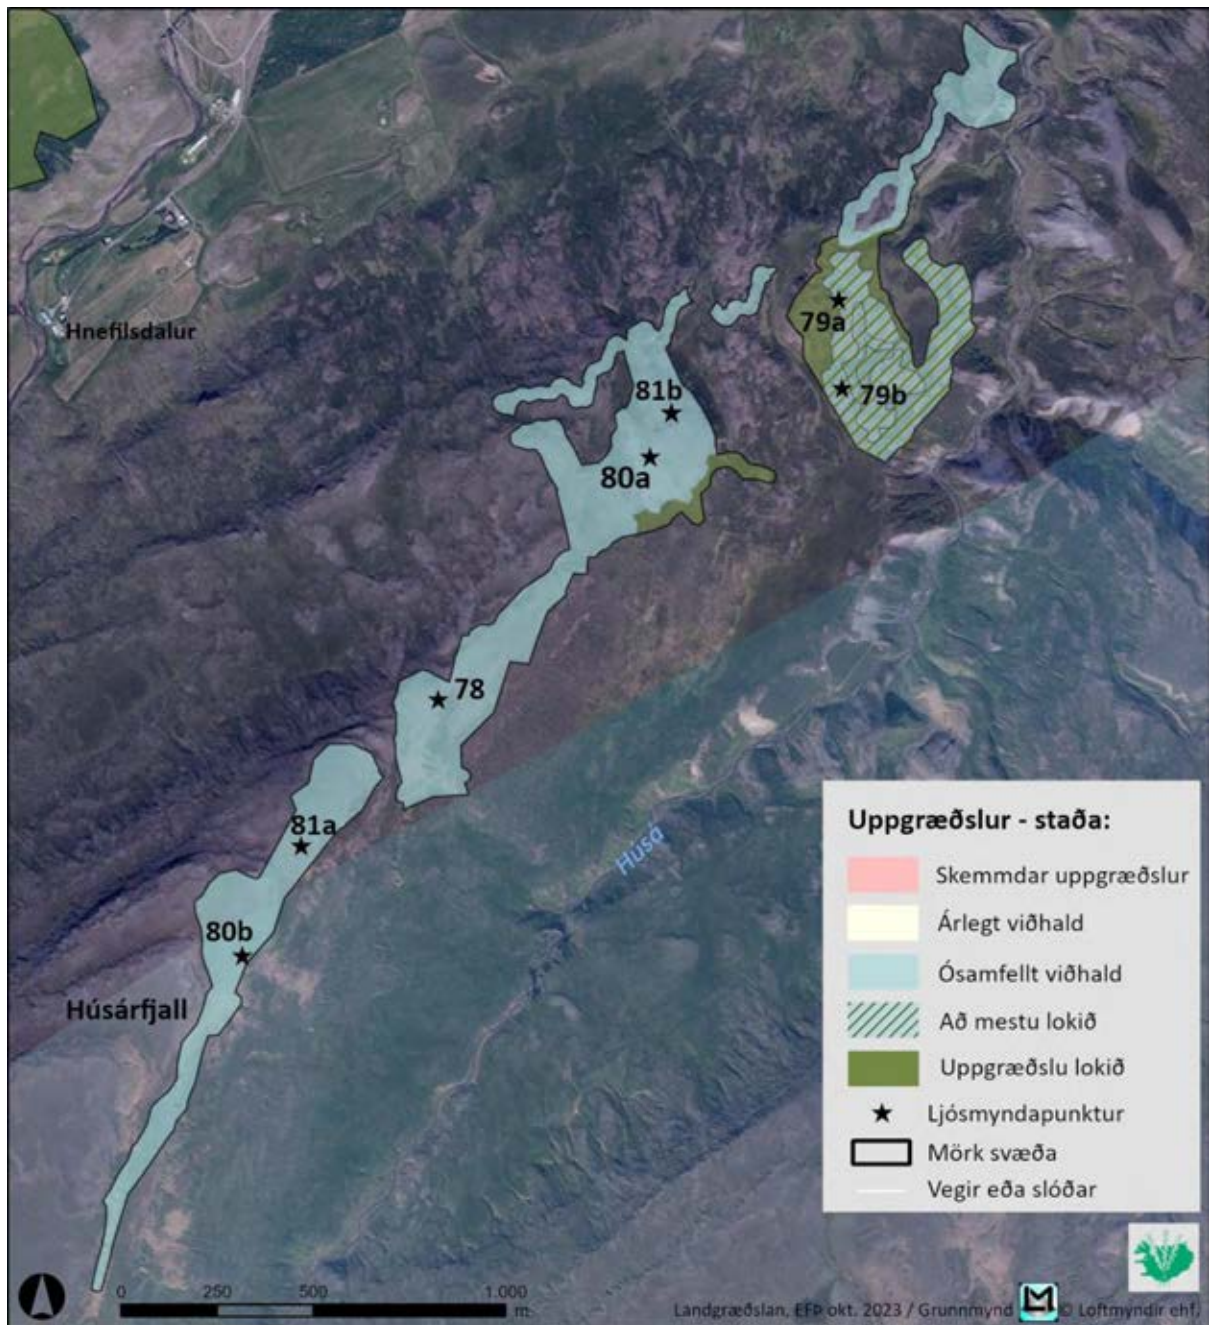 Hnefilsdalur
79a
79b
81b
80a
78
81a
80b
Húsárfjall
Húsá
Uppgræðslur - staða:
Skemmdar uppgræðslur
Árlegt viðhald
Ósamfellt viðhald
Að mestu lokið
Uppgræðslu lokið
Ljósmyndapunktur
Mörk svæða
Vegir eða slóðar
0 250 500 1.000
m
Landgræðslan, EFÞ okt. 2023 / Grunnmynd LM © Loftmyndir ehf.